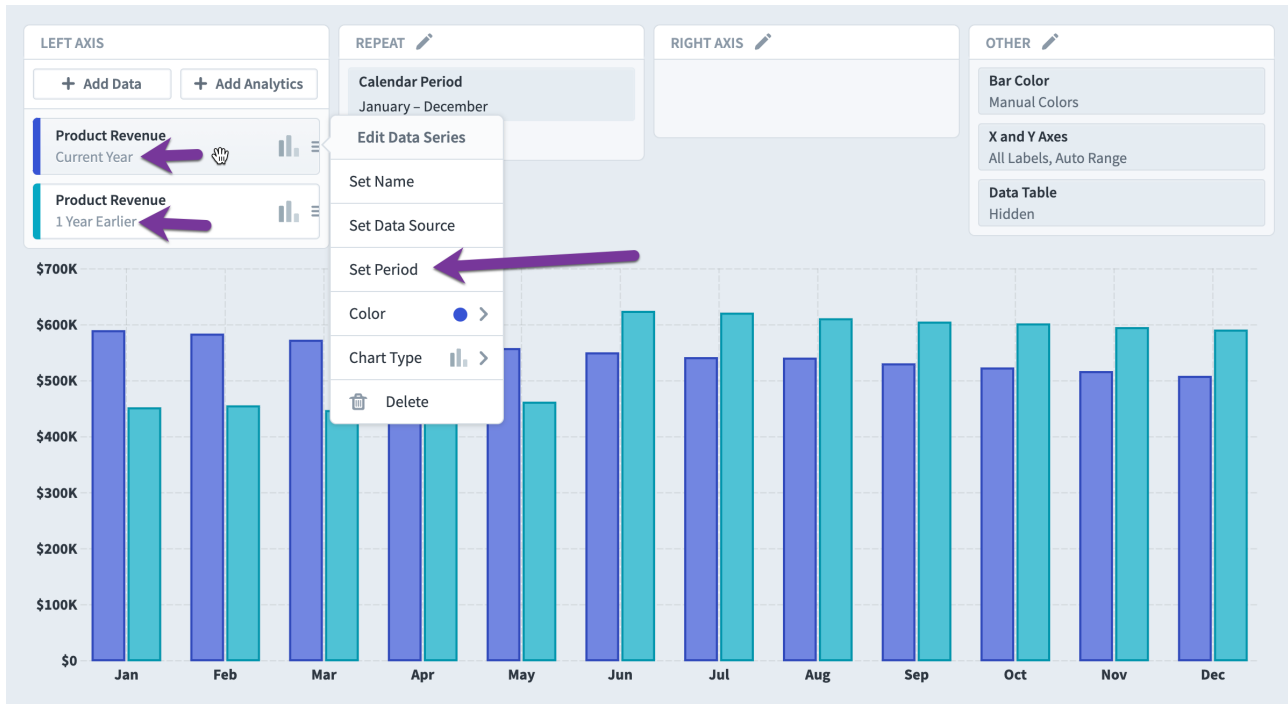 LEFT AXIS
Add Data
Add Analytics
Product Revenue
Current Year
Product Revenue
1 Year Earlier
REPEAT
Calendar Period
January – December
Edit Data Series
Set Name
Set Data Source
Set Period
Color
Chart Type
Delete
RIGHT AXIS
OTHER
Bar Color
Manual Colors
X and Y Axes
All Labels, Auto Range
Data Table
Hidden
$700K
$600K
$500K
$400K
$300K
$200K
$100K
$0
Jan Feb Mar Apr May Jun Jul Aug Sep Oct Nov Dec